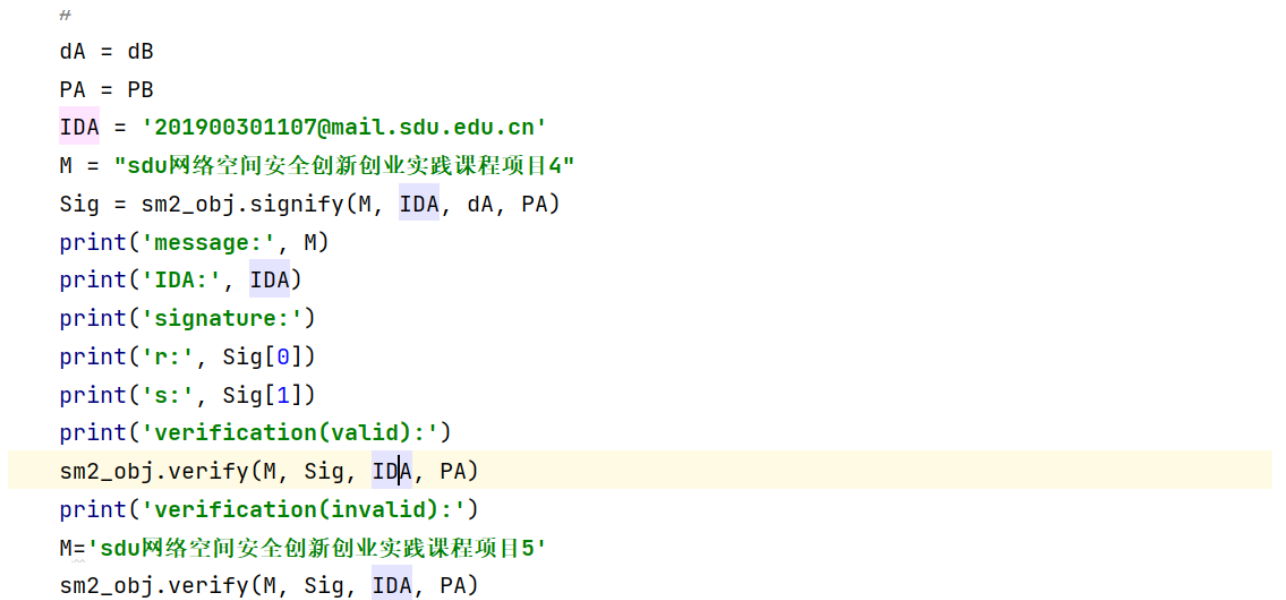 #
dA = dB
PA = PB
IDA = '201900301107@mail.sdu.edu.cn'
M = "sdu网络空间安全创新创业实践课程项目4"
Sig = sm2_obj.signify(M, IDA, dA, PA)
print('message:', M)
print('IDA:', IDA)
print('signature:')
print('r:', Sig[0])
print('s:', Sig[1])
print('verification(valid):')
sm2_obj.verify(M, Sig, IDA, PA)
print('verification(invalid):')
M='sdu网络空间安全创新创业实践课程项目5'
sm2_obj.verify(M, Sig, IDA, PA)